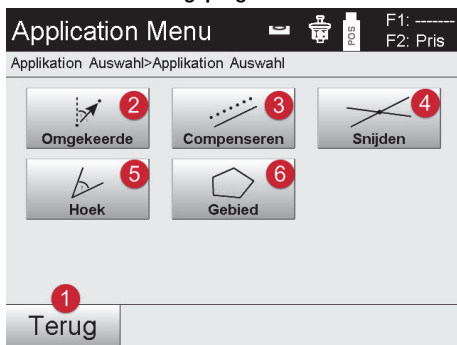 Application Menu
POS
F1: -------
F2: Pris
Applikation Auswahl>Applikation Auswahl
2
Omgekeerde
3
Compenseren
4
Snijden
5
Hoek
6
Gebied
1
Terug